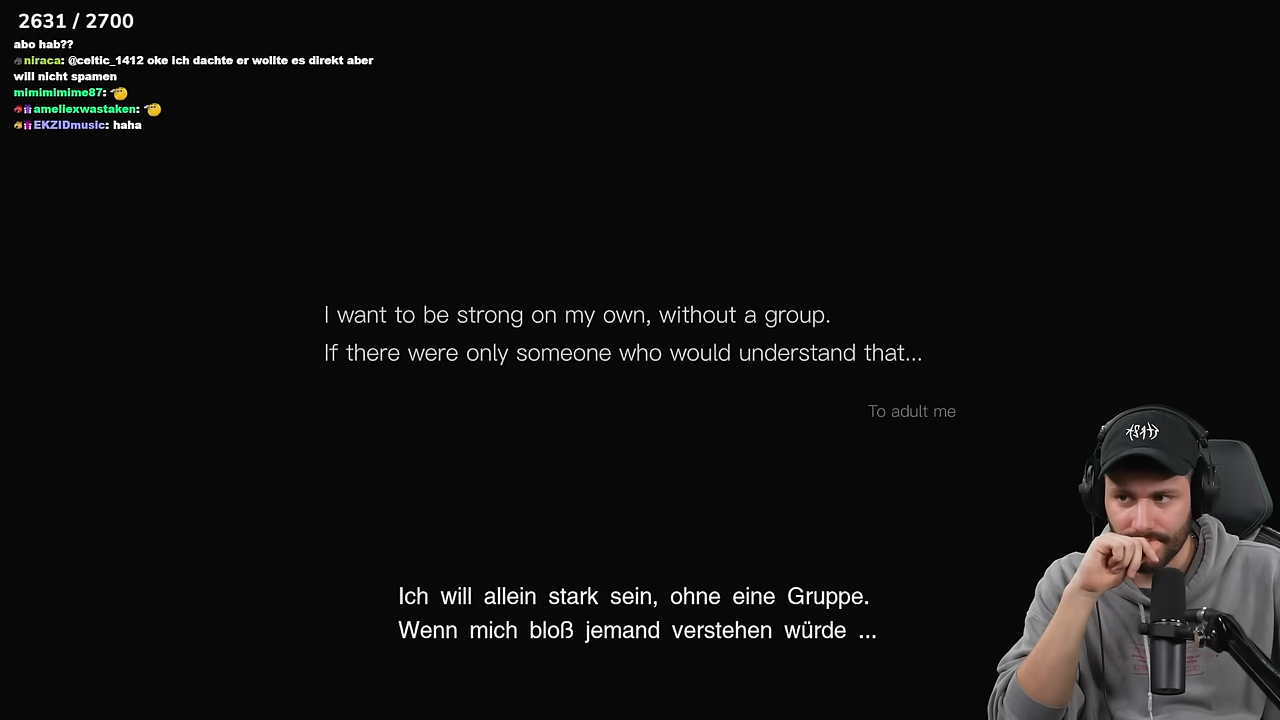 2631 / 2700
abo hab??
niraca: @celtic_1412 oke ich dachte er wollte es direkt aber
will nicht spamen
mimimimime87:
ameliexwastaken:
EKZIDmusic: haha
I want to be strong on my own, without a group.
If there were only someone who would understand that...
To adult me
Ich will allein stark sein, ohne eine Gruppe.
Wenn mich bloß jemand verstehen würde ...